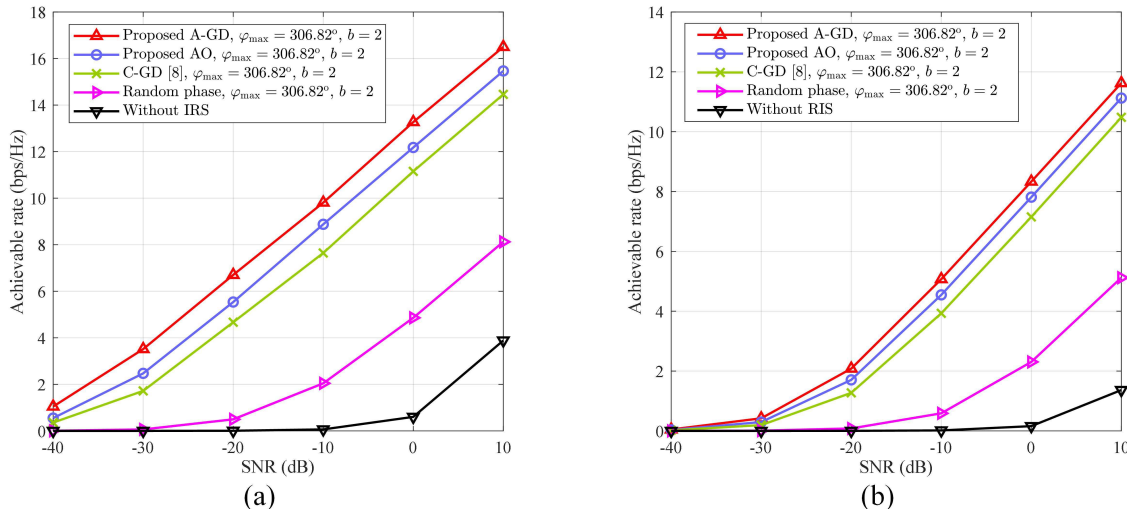 18
16
14
12
10
8
6
4
2
0
Achievable rate (bps/Hz)
Proposed A-GD, φmax = 306.82°, b = 2
Proposed AO, φmax = 306.82°, b = 2
C-GD [8], φmax = 306.82°, b = 2
Random phase, φmax = 306.82°, b = 2
Without IRS
-40
-30
-20
-10
0
10
SNR (dB)
(a)
14
12
10
8
6
4
2
0
Achievable rate (bps/Hz)
Proposed A-GD, φmax = 306.82°, b = 2
Proposed AO, φmax = 306.82°, b = 2
C-GD [8], φmax = 306.82°, b = 2
Random phase, φmax = 306.82°, b = 2
Without RIS
-40
-30
-20
-10
0
10
SNR (dB)
(b)